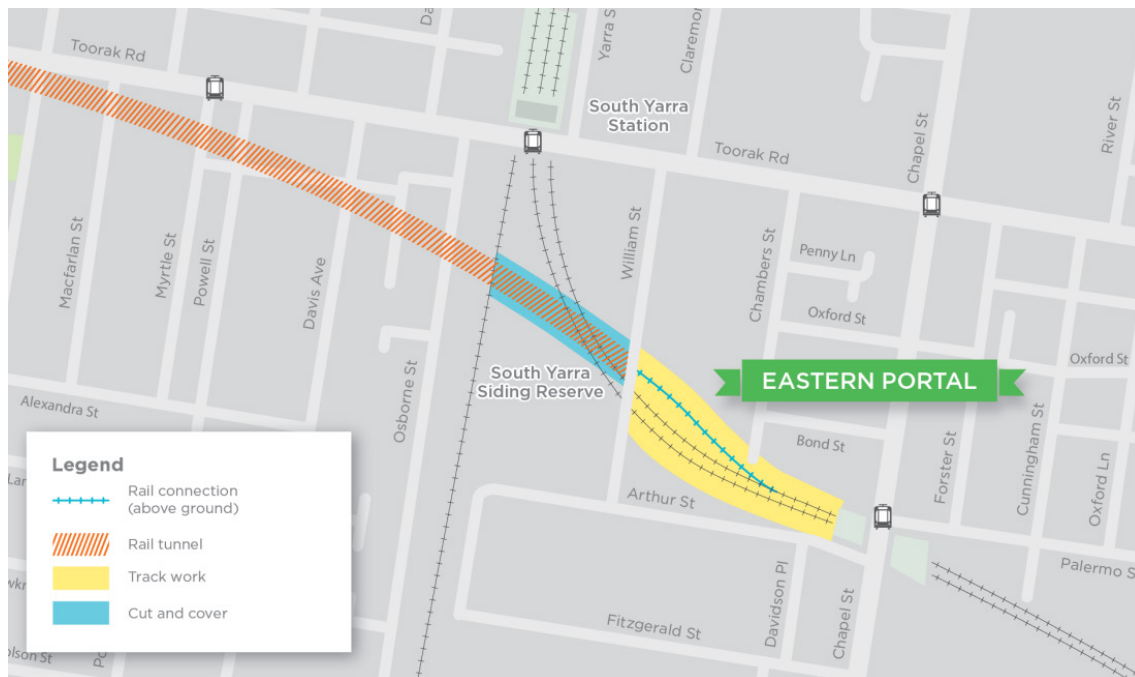 Toorak Rd
Yarra S
Claremon
South Yarra
Station
Toorak Rd
Chapel St
River St
Macfarlan St
Myrtle St
Powell St
Davis Ave
William St
Chambers St
Penny Ln
Oxford St
Oxford St
South Yarra
Siding Reserve
EASTERN PORTAL
Osborne St
Alexandra St
Bond St
Forster St
Cunningham St
Oxford Ln
Arthur St
Palermo S
Davidson Pl
Chapel St
Fitzgerald St
Legend
Rail connection
(above ground)
Rail tunnel
Track work
Cut and cover
olson St